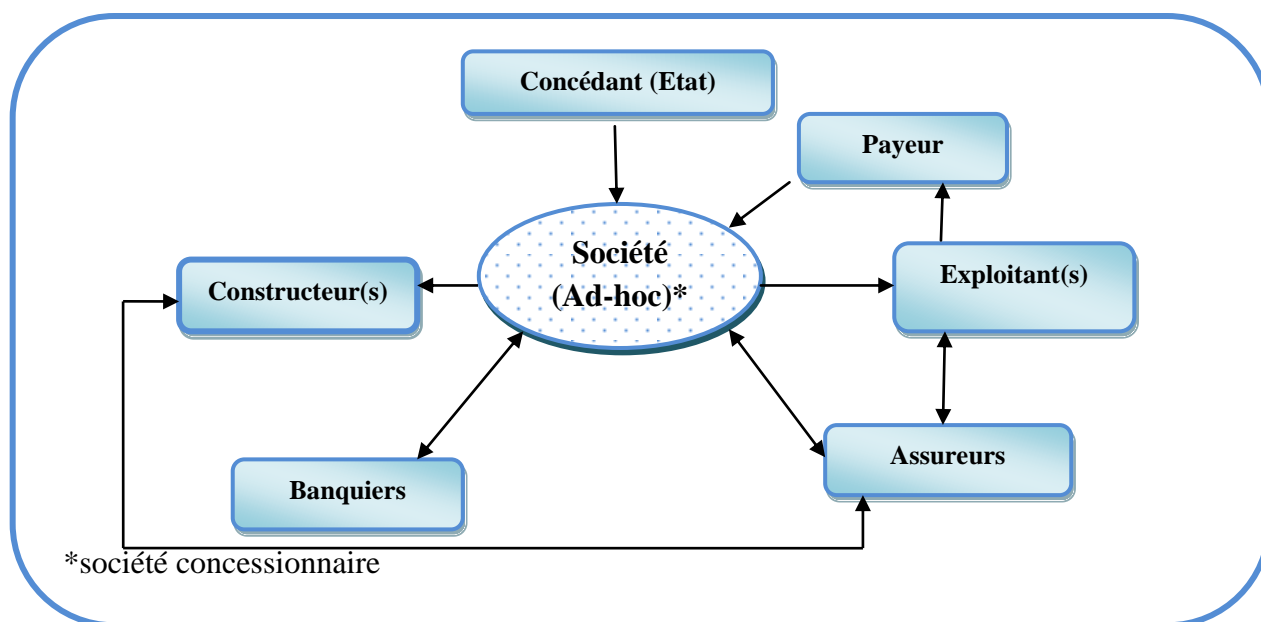 Concédant (Etat)
Payeur
Société
(Ad-hoc)*
Constructeur(s)
Exploitant(s)
Assureurs
Banquiers
*société concessionnaire